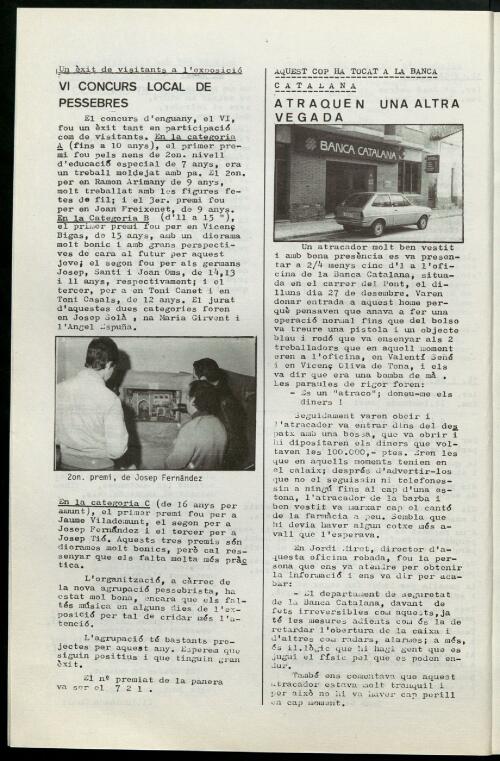 Un èxit de visitants a l'exposició
VI CONCURS LOCAL DE
PESSEBRES
El concurs d'enguany, el VI,
fou un èxit tant en participació
com de visitants. En la categoria
A (fins a 10 anys), el primer pre-
mi fou pels nens de 2on. nivell
d'educació especial de 7 anys, era
un treball molt amb pa. El 2on.
per en Ramon Arimany de 9 anys,
molt treballat amb les figures fe-
tes de fil; i el 3er. premi fou
per en Joan Freixenet, de 9 anys.
En la Categoria B (d'11 a 15 "),
el primer premi fou per en Vicenç
Bigas, de 15 anys, amb un diorama
molt bonic i amb grans perspecti-
ves de cara al futur per aquest
jove; el segon fou pals germans
Josep, Santi i Joan Oms, de 14,13
i 11 anys, respectivament; i el
tercer, per a en Toni Canet i en
Toni Casals, de 12 anys. El jurat
d'aquestes dues categories foren
en Josep Solà , na Maria Girvent i
l'Angel España.
2on. premi, de Josep Fernández
En la categoria C (de 16 anys per
amunt), el primer premi fou per a
Jaume Vilademunt, el segon per a
Josep Fernández i el tercer per a
Josep Tió. Aquests tres premis són
diorames molt bonics, però cal res-
senyar que els falta molta més pràc
tica.
L'organització, a càrrec de
la nova agrupació pessebrista, ha
estat mol bona, encara que els fal-
tés música en alguns dies de l'ex-
posició per tal de cridar més l'a-
tenció.
L'agrupació té bastants pro-
jectes per aquest any. Esperem que
siguin positius i que tinguin gran
èxit.
El nº premiat de la panera
va ser el 7 2 1 .
AQUEST COP HA TOCAT A LA BANCA
C A T A L A N A
ATRAQUEN UNA ALTRA
VEGADA
BANCA CATALANA
Un atracador molt ben vestit
i amb bona presència es va presen-
tar a 2/4 menys cinc d'1 a l'ofi-
cina de la Banca Catalana, situa-
da en el carrer del Pont, el di-
lluns dia 27 de desembre. Varen
donar entrada a aquest home per-
què pensaven que anava a fer una
operació normal fins que del bolso
va treure una pistola i un objecte
blau i rodó que va ensenyar als 2
treballadors que en aquell moment
eren a l'oficina, en Valentí Senó
i en Vicenç Oliva de Tona, i els
va dir que era una bomba de mà .
Les paraules de rigor foren:
- Es un "atraco"; doneu-me els
diners !
Seguidament varen obeir i
l'atracador va entrar dins del des
patx amb una bossa, que va obrir i
hi dipositaren els diners que vol-
taven les 100.000,- ptes. Eren les
que en aquells moments tenien en
el calaix; després d'advertir-los
que no el seguissin ni telefones-
sin a ningú fins al cap d'una es-
tona, l'atracador de la barba i
ben vestit va marxar cap el cantó
de la farmàcia a peu. Sembla que
hi devia haver algun cotxe més a-
vall que l'esperava.
En Jordi Miret, director d'a-
questa oficina robada, fou la per-
sona que ens va atendre per obtenir
la informació i ens va dir per aca-
bar:
- El departament de seguretat
de la Banca Catalana, davant de
fets irreversibles com aquests,ja
té les mesures adients com és la de
retardar l'obertura de la caixa i
d'altres com radars, alarmes; a més,
és il.lògic que hi hagi gent que es
jugui el físic pel que es poden en-
dur.
També ens comentava que aquest
atracador estava molt tranquil i
per això no hi va haver cap perill
en cap moment.